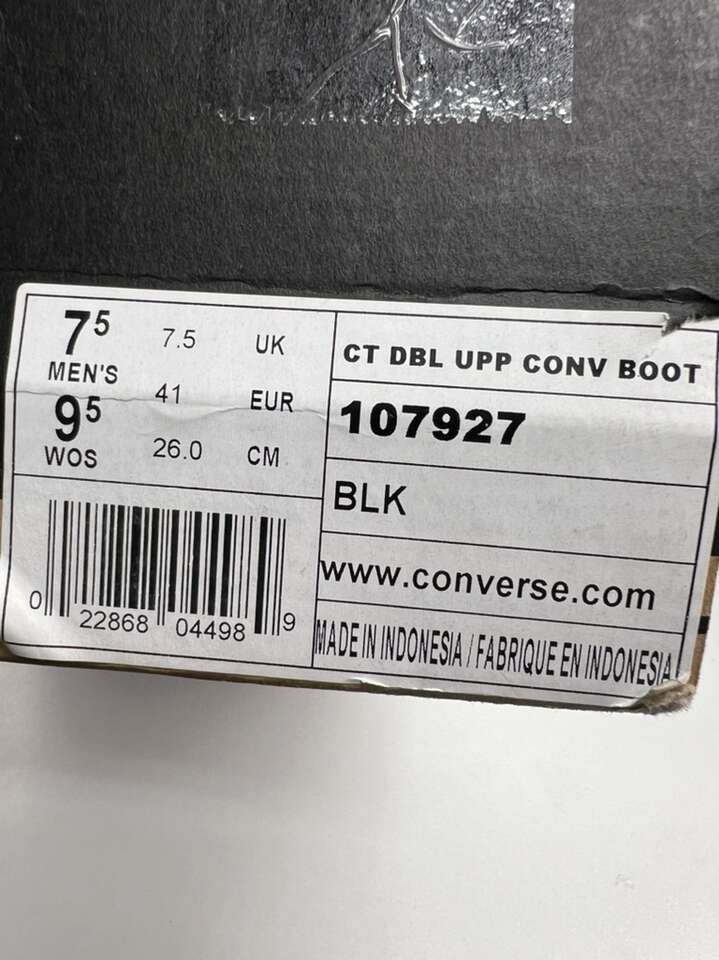 7⁵ 7.5 UK
MEN'S 41 EUR
9⁵ 26.0 CM
WOS
0 22868 04498 9
CT DBL UPP CONV BOOT
107927
BLK
www.converse.com
MADE IN INDONESIA / FABRIQUE EN INDONESIA